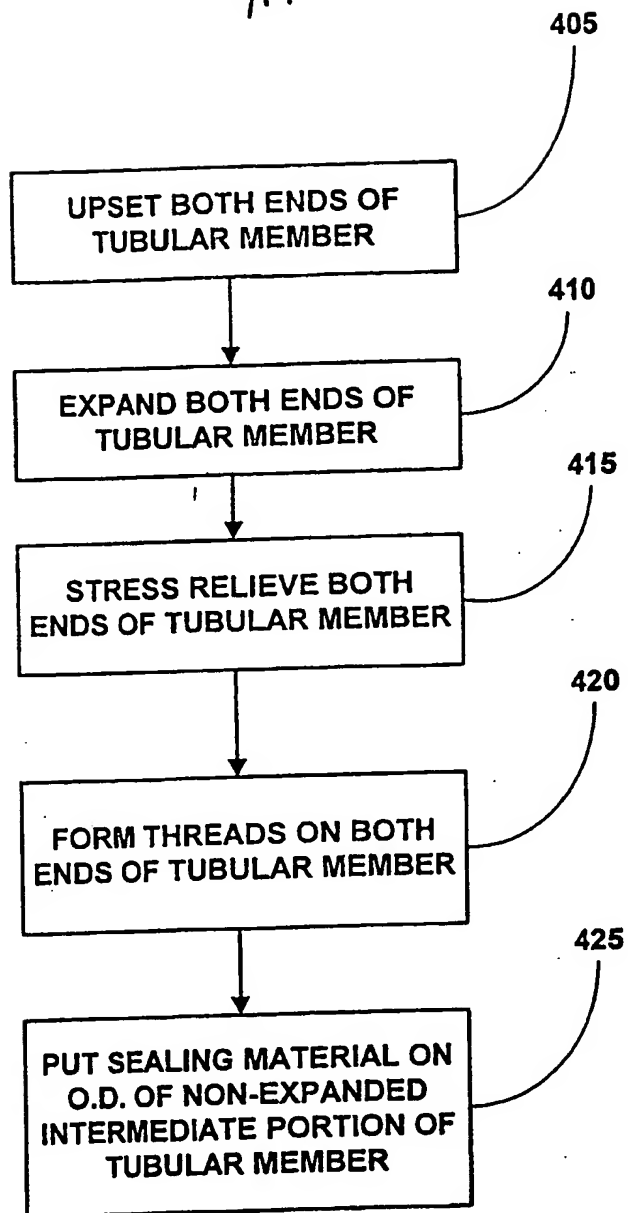 405
UPSET BOTH ENDS OF
TUBULAR MEMBER
410
EXPAND BOTH ENDS OF
TUBULAR MEMBER
415
STRESS RELIEVE BOTH
ENDS OF TUBULAR MEMBER
420
FORM THREADS ON BOTH
ENDS OF TUBULAR MEMBER
425
PUT SEALING MATERIAL ON
O.D. OF NON-EXPANDED
INTERMEDIATE PORTION OF
TUBULAR MEMBER